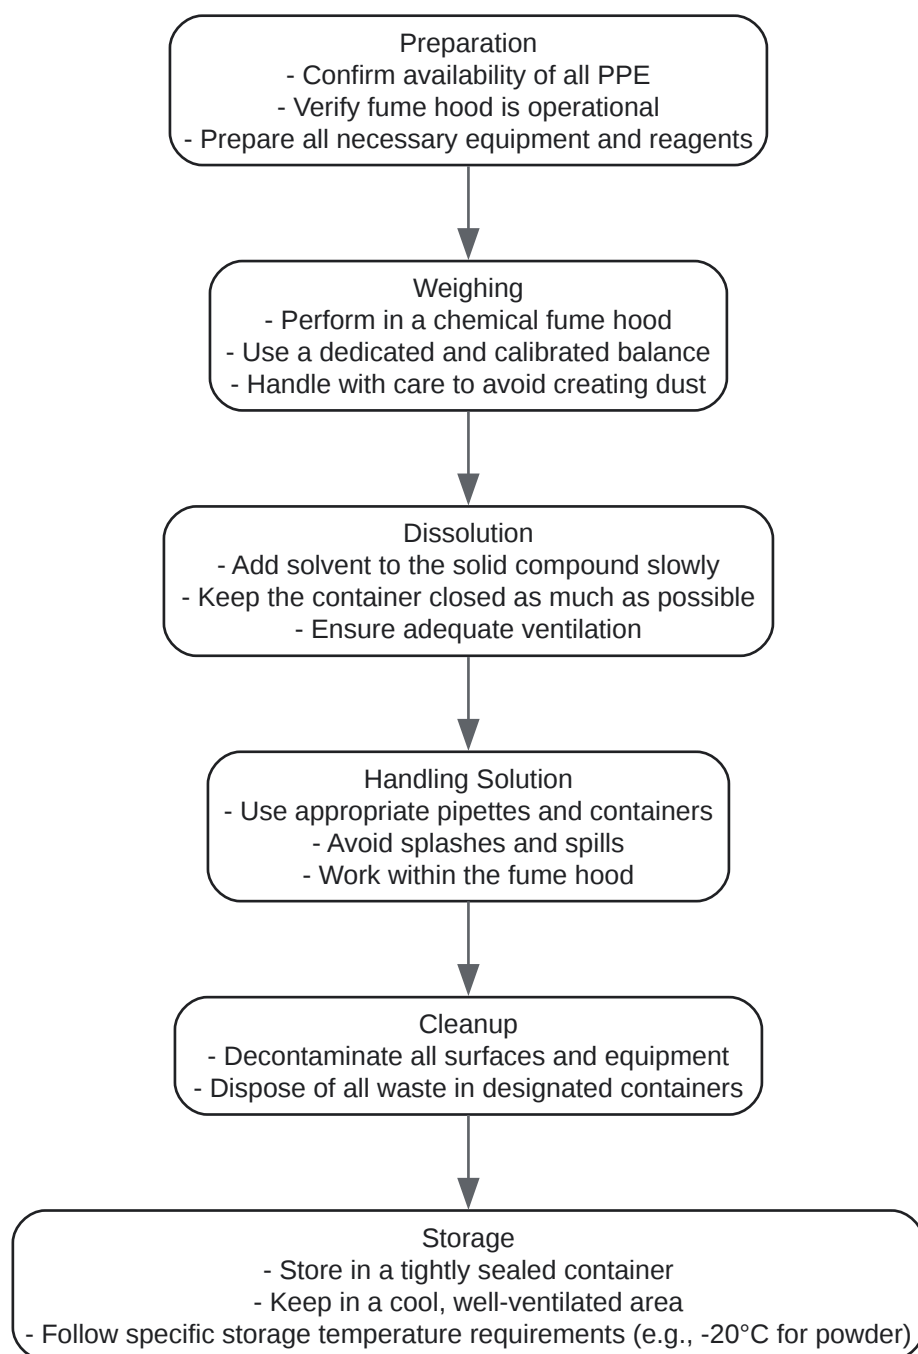 Preparation
- Confirm availability of all PPE
- Verify fume hood is operational
- Prepare all necessary equipment and reagents
Weighing
- Perform in a chemical fume hood
- Use a dedicated and calibrated balance
- Handle with care to avoid creating dust
Dissolution
- Add solvent to the solid compound slowly
- Keep the container closed as much as possible
- Ensure adequate ventilation
Handling Solution
- Use appropriate pipettes and containers
- Avoid splashes and spills
- Work within the fume hood
Cleanup
- Decontaminate all surfaces and equipment
- Dispose of all waste in designated containers
Storage
- Store in a tightly sealed container
- Keep in a cool, well-ventilated area
- Follow specific storage temperature requirements (e.g., -20°C for powder)